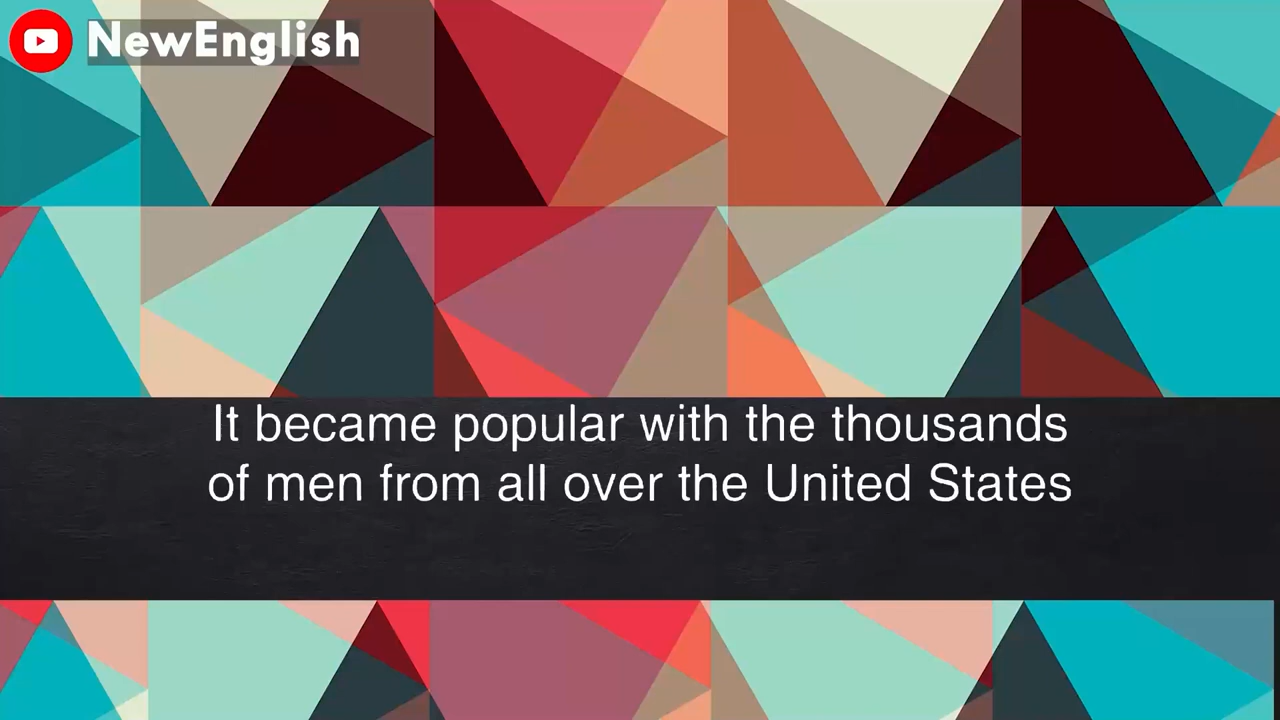 NewEnglish
It became popular with the thousands
of men from all over the United States